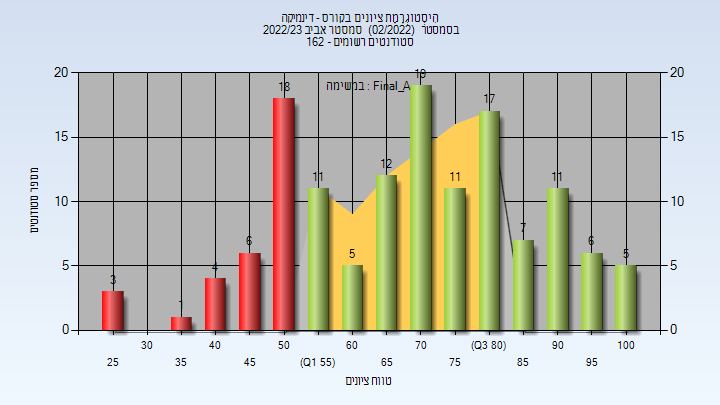 הִיסְטוֹגְרָמַת ציונים בקורס - דינמיקה
בסמסטר (02/2022) סמסטר אביב 2022/23
סטודנטים רשומים - 162
במשימה : Final_A
מספר סטודנטים
20 15 10 5 0
20 15 10 5 0
3 1 4 6 18 11 5 12 19 11 17 7 11 6 5
30 40 50 60 70 (Q3 80) 90 100
25 35 45 (Q1 55) 65 75 85 95
טווח ציונים